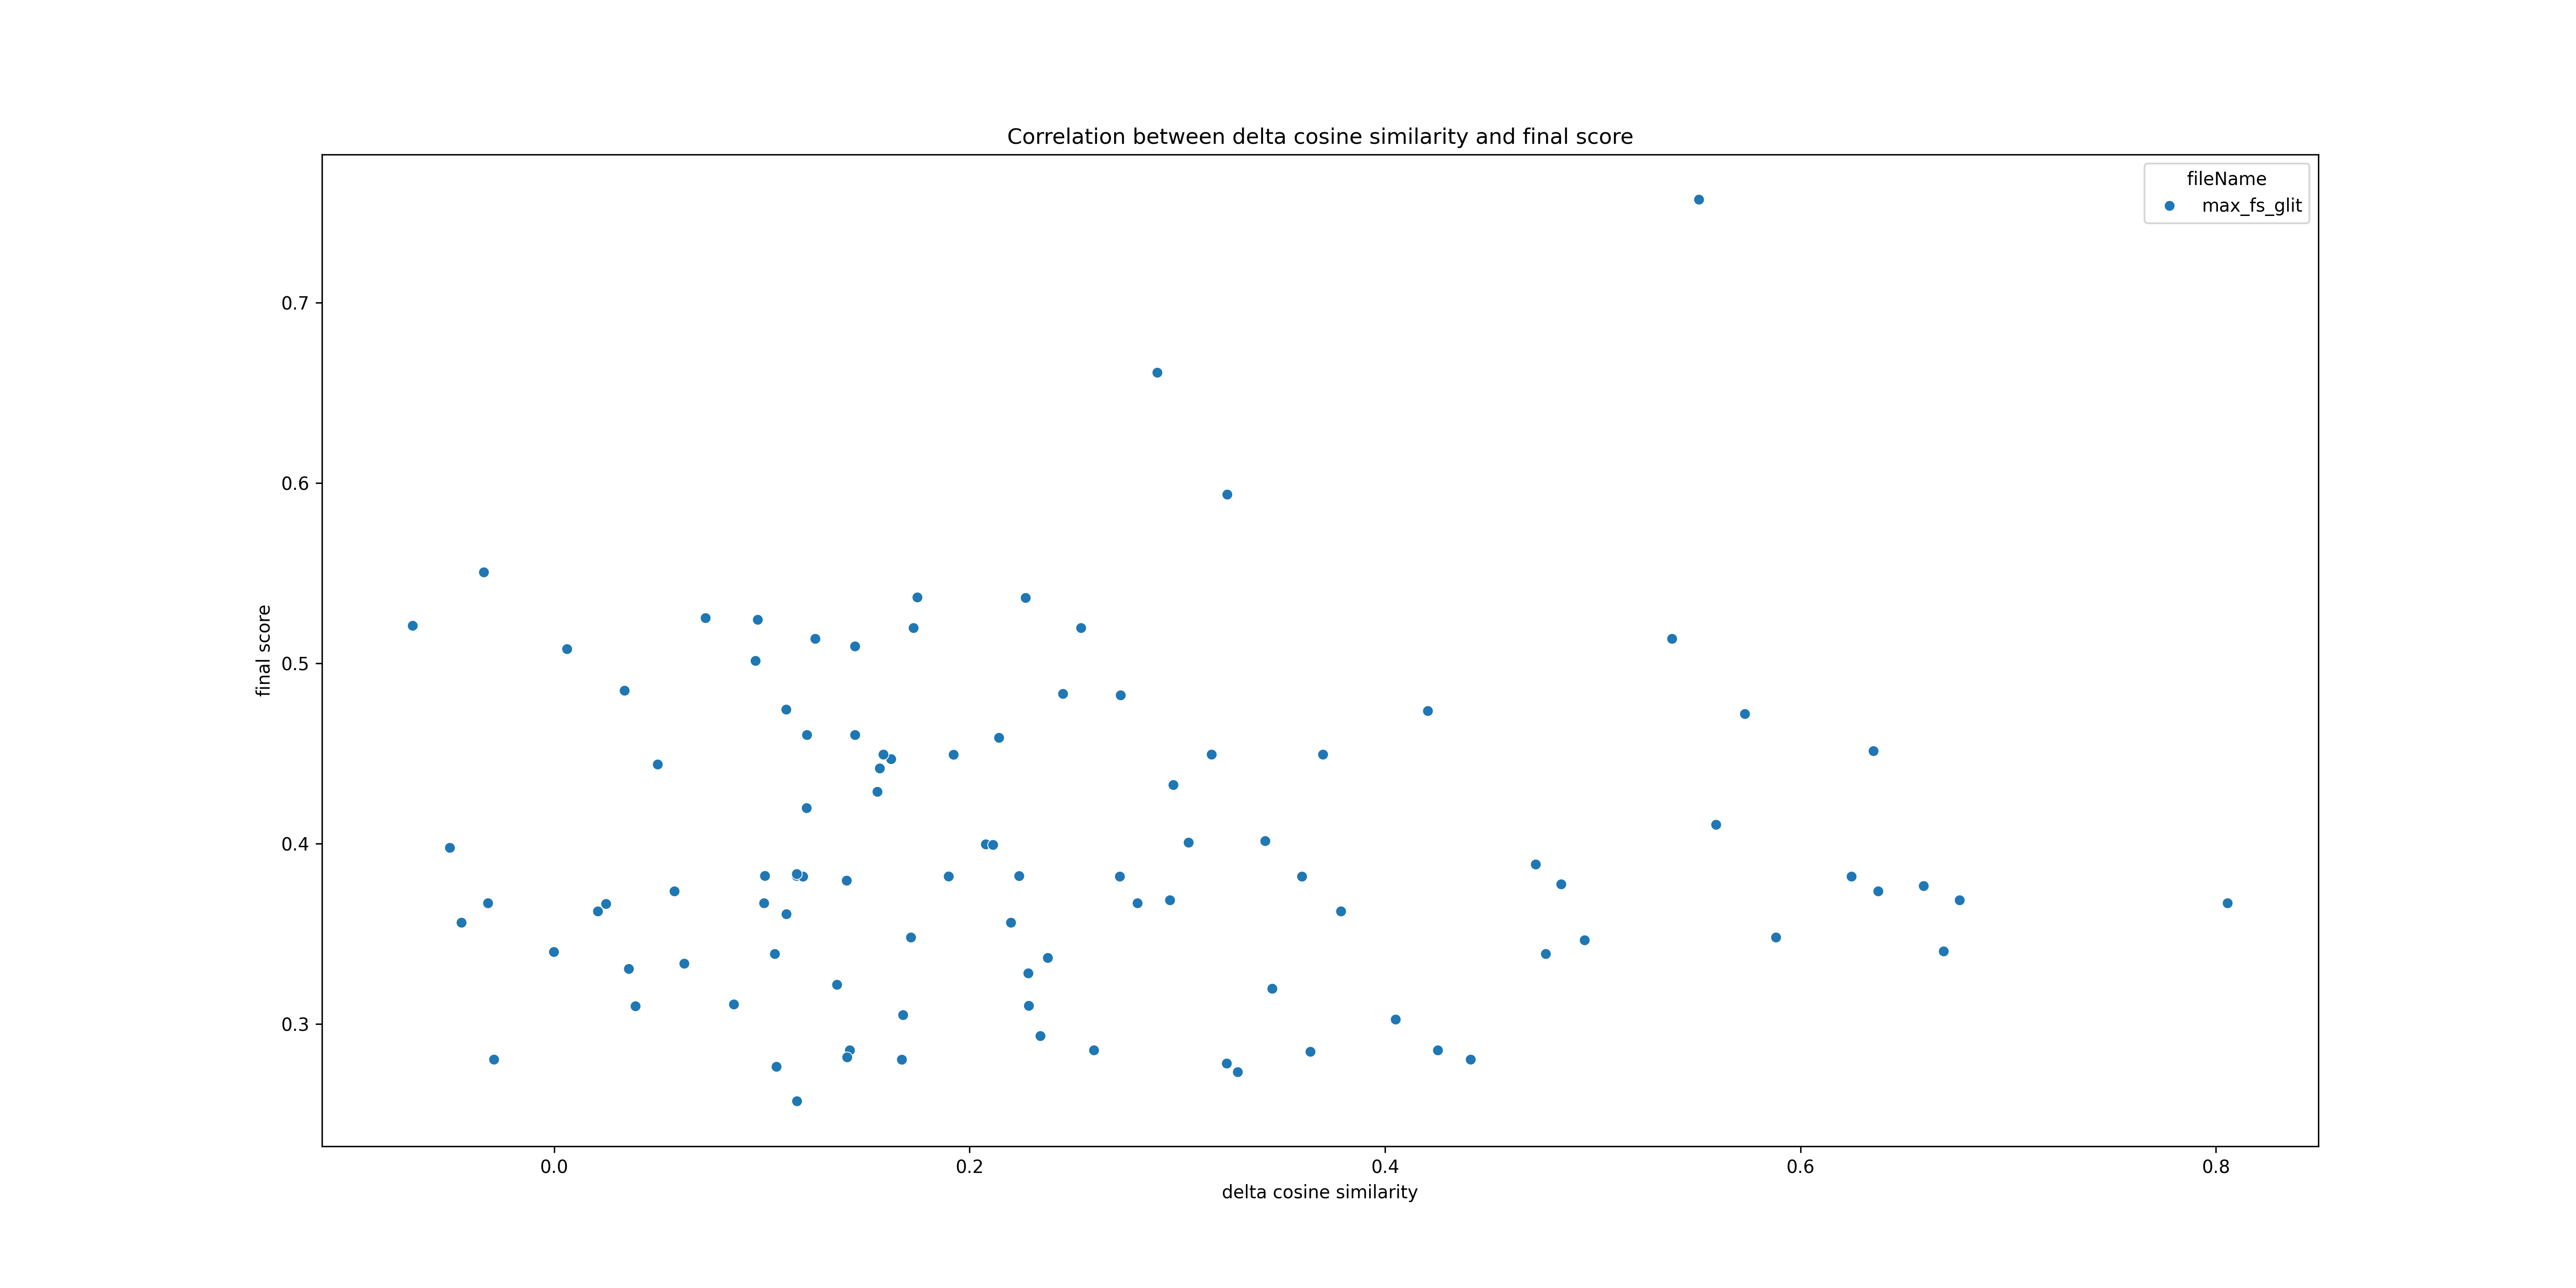 Correlation between delta cosine similarity and final score
fileName
max_fs_glit
0.7
0.6
0.5
0.4
0.3
final score
0.0 0.2 0.4 0.6 0.8
delta cosine similarity